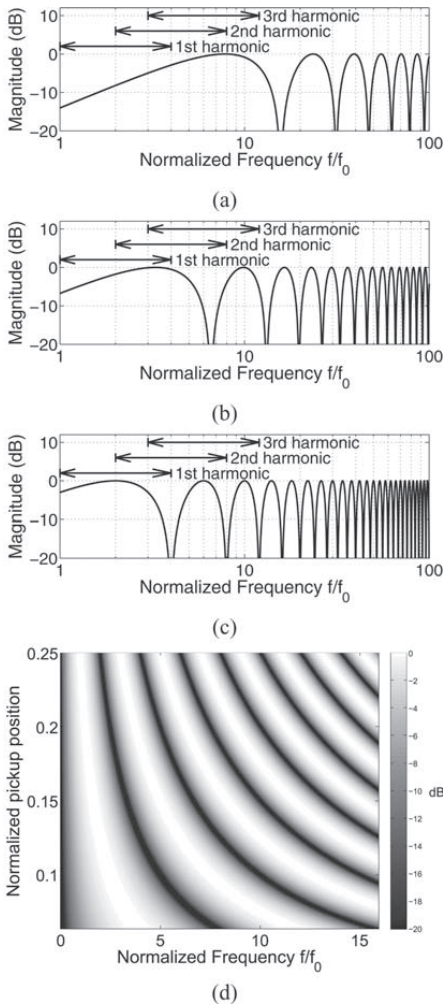 10
0
−10
−20
Magnitude (dB)
3rd harmonic
2nd harmonic
1st harmonic
1
10
100
Normalized Frequency f/f0
(a)
10
0
−10
−20
Magnitude (dB)
3rd harmonic
2nd harmonic
1st harmonic
1
10
100
Normalized Frequency f/f0
(b)
10
0
−10
−20
Magnitude (dB)
3rd harmonic
2nd harmonic
1st harmonic
1
10
100
Normalized Frequency f/f0
(c)
0.25
0.2
0.15
0.1
Normalized pickup position
0
5
10
15
Normalized Frequency f/f0
0
−2
−4
−6
−8
−10
−12
−14
−16
−18
−20
dB
(d)